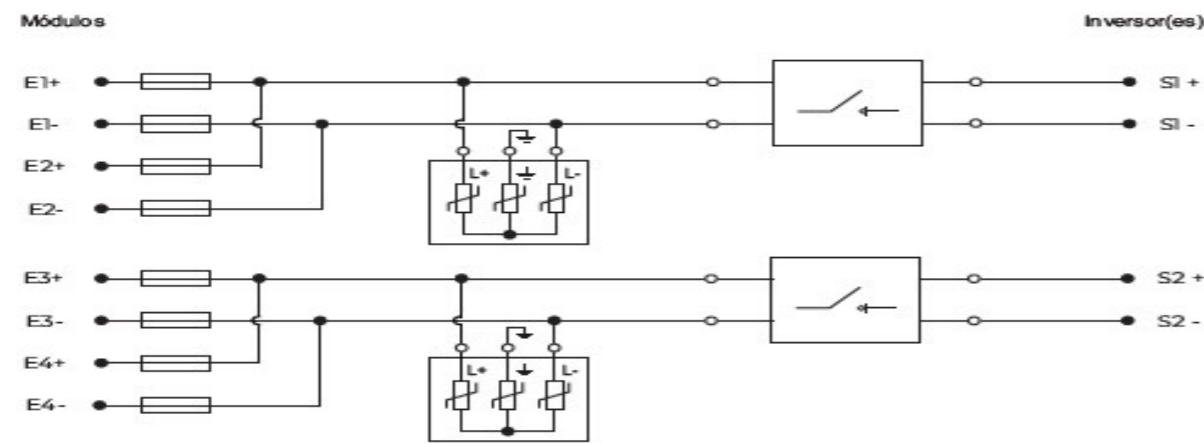 Módulos
Inversor(es)
E1+
S1 +
E1-
S1 -
E2+
L+
L-
E2-
E3+
S2 +
E3-
S2 -
E4+
L+
L-
E4-